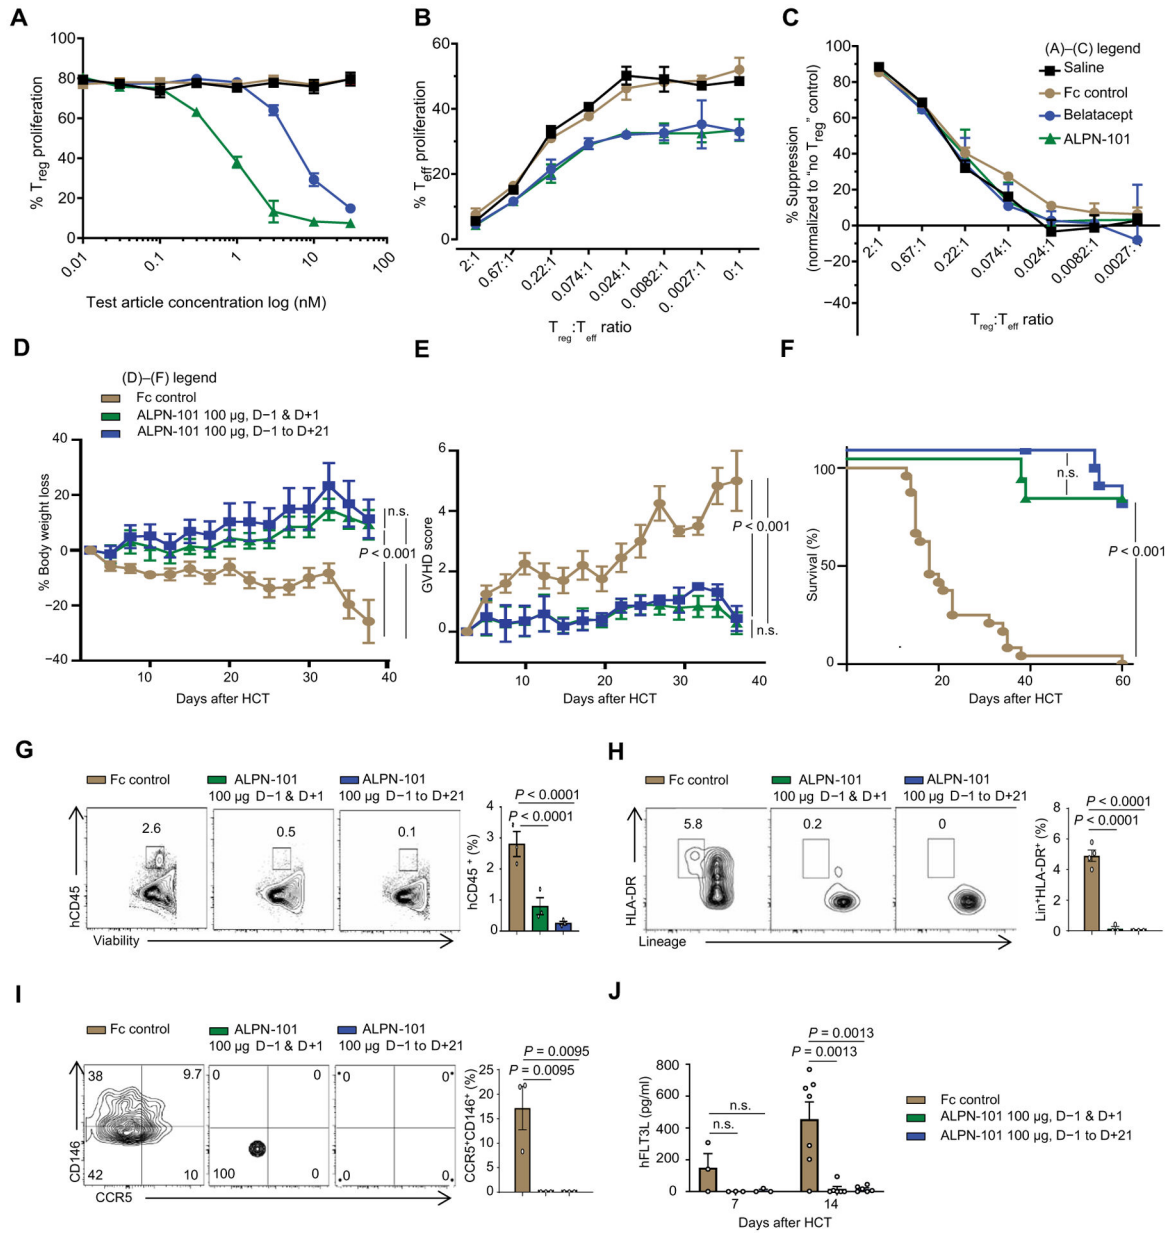 A
% Treg proliferation
100
80
60
40
20
0
0.01
0.1
1
10
100
Test article concentration log (nM)
B
% Teff proliferation
60
40
20
0
2:1
0.67:1
0.22:1
0.074:1
0.024:1
0.0082:1
0.0027:1
0:1
Treg:Teff ratio
C
% Suppression
(normalized to “no Treg” control)
100
80
60
40
20
0
−20
−40
2:1
0.67:1
0.22:1
0.074:1
0.024:1
0.0082:1
0.0027:1
Treg:Teff ratio
(A)–(C) legend
Saline
Fc control
Belatacept
ALPN-101
D
(D)–(F) legend
Fc control
ALPN-101 100 µg, D−1 & D+1
ALPN-101 100 µg, D−1 to D+21
% Body weight loss
40
20
0
−20
−40
10
20
30
40
Days after HCT
n.s.
P < 0.001
E
GVHD score
6
4
2
0
10
20
30
40
Days after HCT
P < 0.001
n.s.
F
Survival (%)
100
50
0
20
40
60
Days after HCT
n.s.
P < 0.001
G
Fc control
ALPN-101
100 µg D−1 & D+1
ALPN-101
100 µg D−1 to D+21
hCD45
2.6
0.5
0.1
Viability
hCD45+ (%)
4
3
2
1
0
P < 0.0001
P < 0.0001
H
Fc control
ALPN-101
100 µg D−1 & D+1
ALPN-101
100 µg D−1 to D+21
HLA-DR
5.8
0.2
0
Lineage
Lin+HLA-DR+ (%)
8
6
4
2
0
P < 0.0001
P < 0.0001
I
Fc control
ALPN-101
100 µg D−1 & D+1
ALPN-101
100 µg D−1 to D+21
CD146
38
9.7
42
10
0
0
100
0
0
0
0
0
CCR5
CCR5+CD146+ (%)
25
20
15
10
5
0
P = 0.0095
P = 0.0095
J
hFLT3L (pg/ml)
800
600
400
200
0
n.s.
n.s.
P = 0.0013
P = 0.0013
7
14
Days after HCT
Fc control
ALPN-101 100 µg, D−1 & D+1
ALPN-101 100 µg, D−1 to D+21